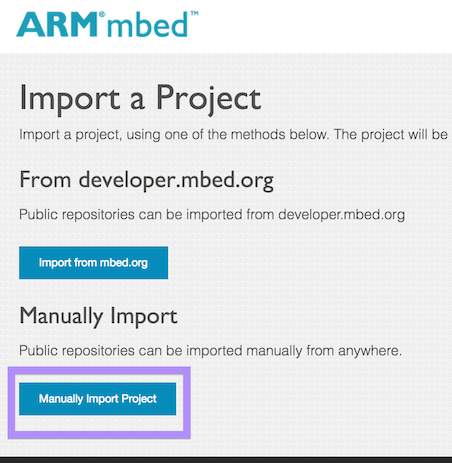 ARM®mbed™
Import a Project
Import a project, using one of the methods below. The project will be
From developer.mbed.org
Public repositories can be imported from developer.mbed.org
Import from mbed.org
Manually Import
Public repositories can be imported manually from anywhere.
Manually Import Project